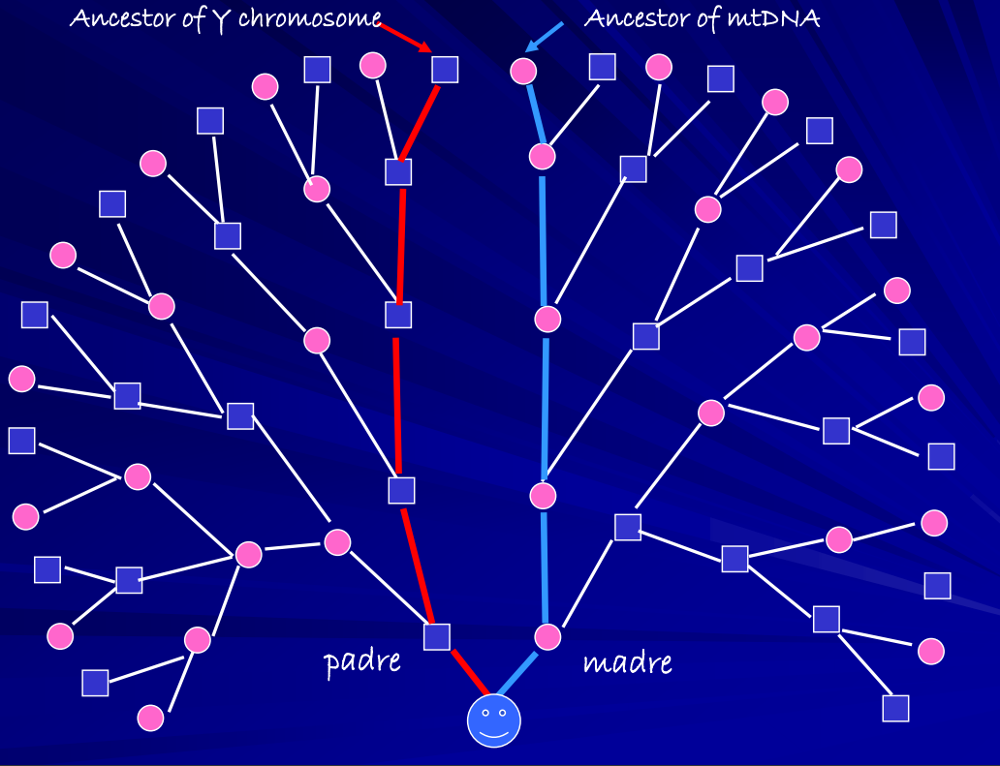 Ancestor of Y chromosome
Ancestor of mtDNA
padre
madre